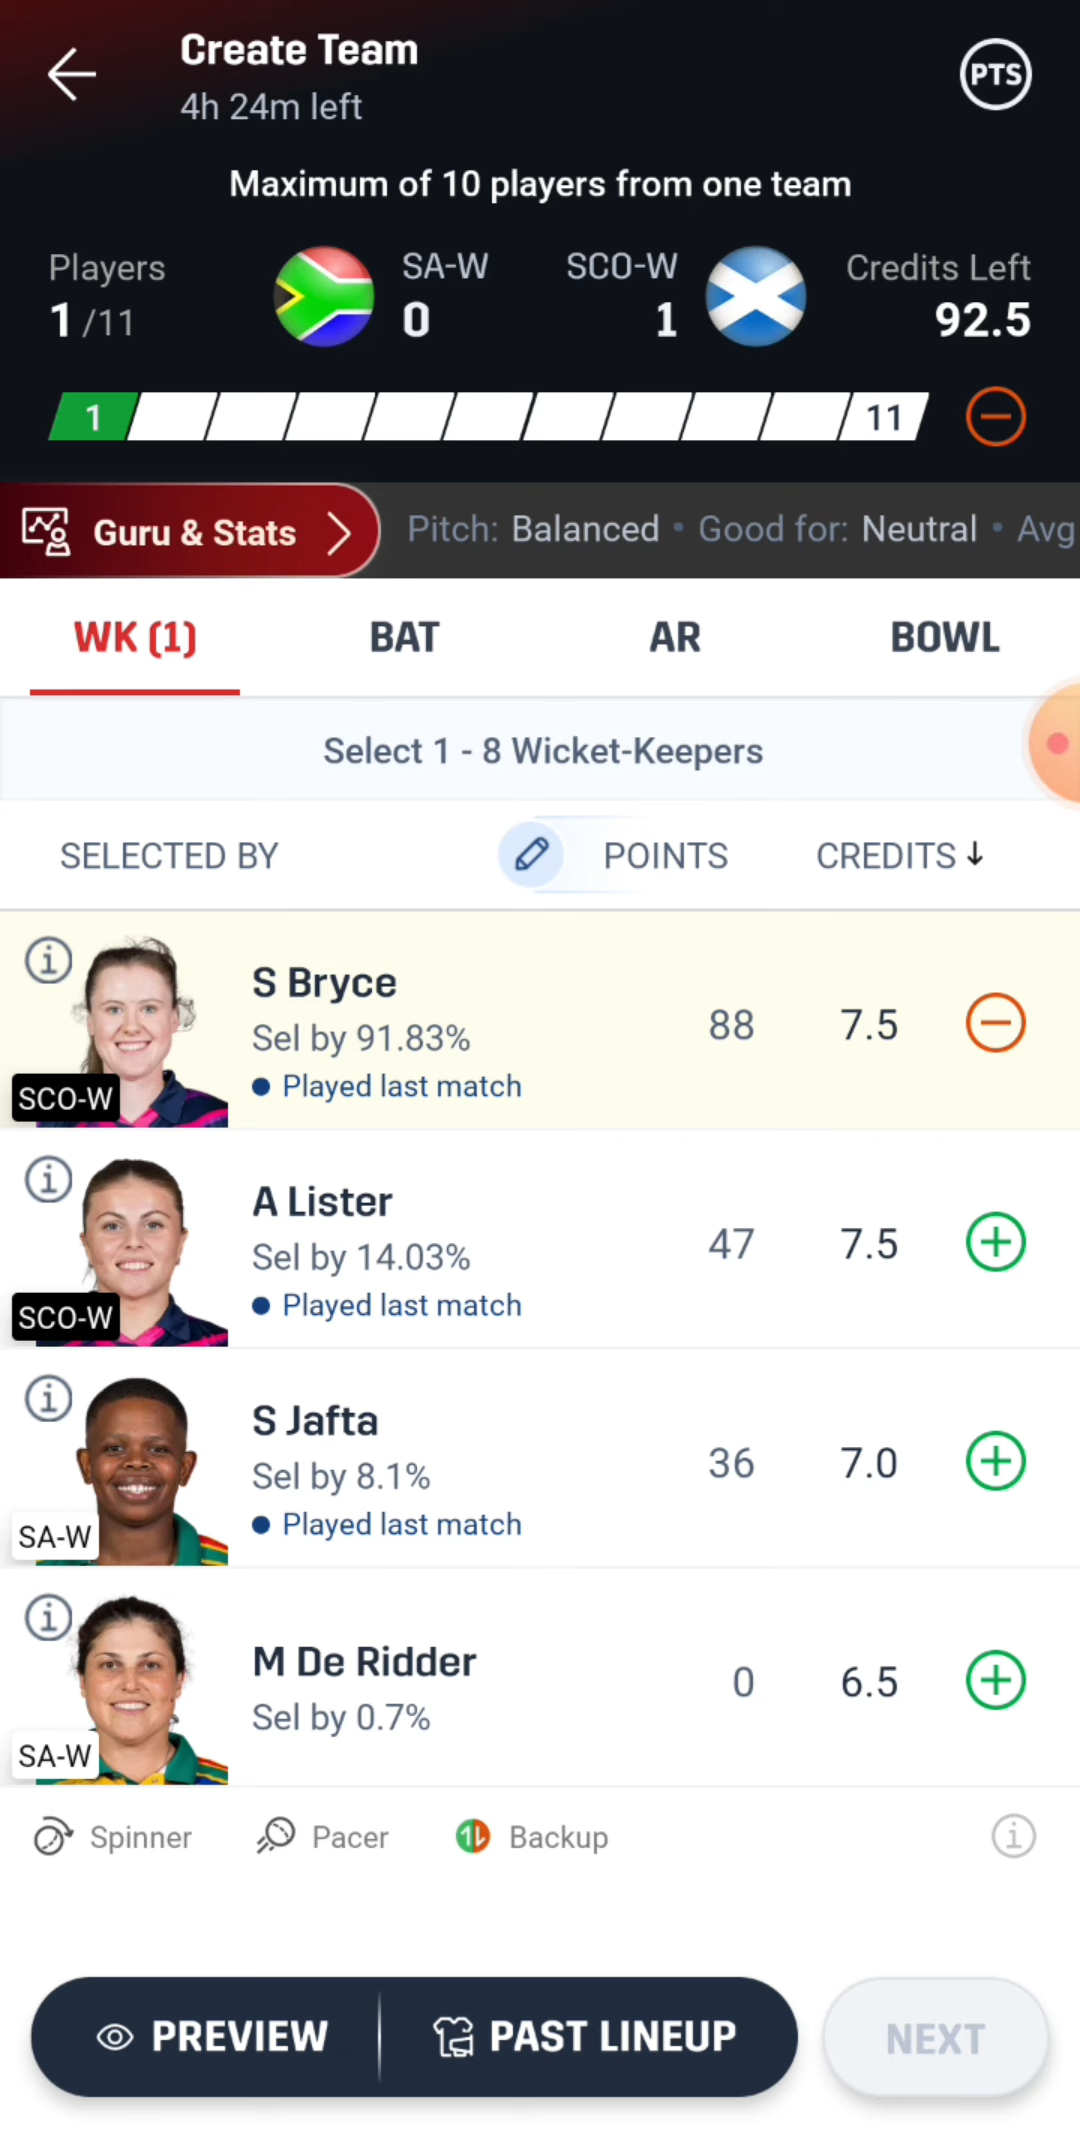 Create Team
4h 24m left
PTS
Maximum of 10 players from one team
Players
1 /11
SA-W
0
SCO-W
1
Credits Left
92.5
1
11
Guru & Stats
Pitch: Balanced • Good for: Neutral • Avg
WK (1)
BAT
AR
BOWL
Select 1 - 8 Wicket-Keepers
SELECTED BY
POINTS
CREDITS ↓
S Bryce
Sel by 91.83%
• Played last match
88
7.5
SCO-W
A Lister
Sel by 14.03%
• Played last match
47
7.5
SCO-W
S Jafta
Sel by 8.1%
• Played last match
36
7.0
SA-W
M De Ridder
Sel by 0.7%
0
6.5
SA-W
Spinner
Pacer
Backup
PREVIEW
PAST LINEUP
NEXT